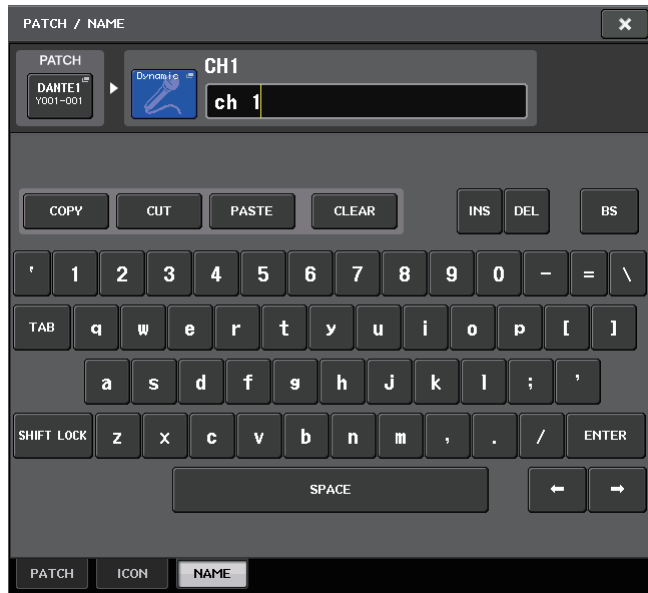 PATCH / NAME
PATCH
DANTE1
Y001-001
Dynamic
CH1
ch 1
COPY CUT PASTE CLEAR INS DEL BS
' 1 2 3 4 5 6 7 8 9 0 - = \
TAB q w e r t y u i o p [ ]
a s d f g h j k l ; '
SHIFT LOCK z x c v b n m , . / ENTER
SPACE ← →
PATCH ICON NAME